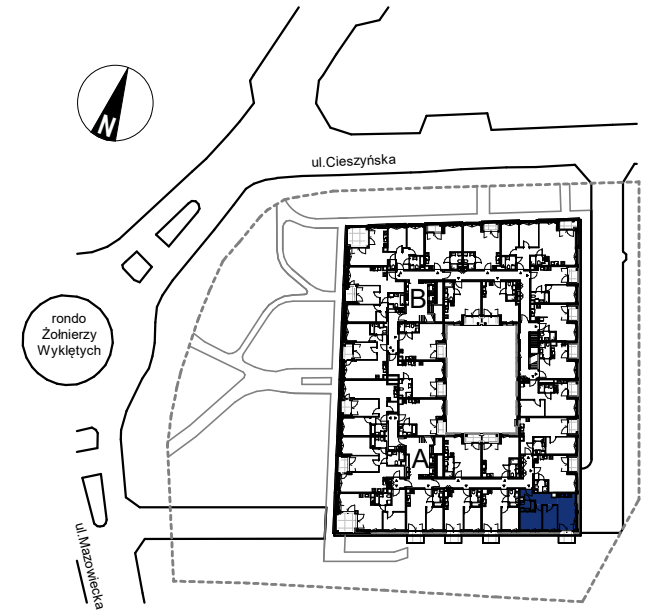 N
ul.Cieszyńska
B
rondo
Żołnierzy
Wyklętych
A
ul.Mazowiecka